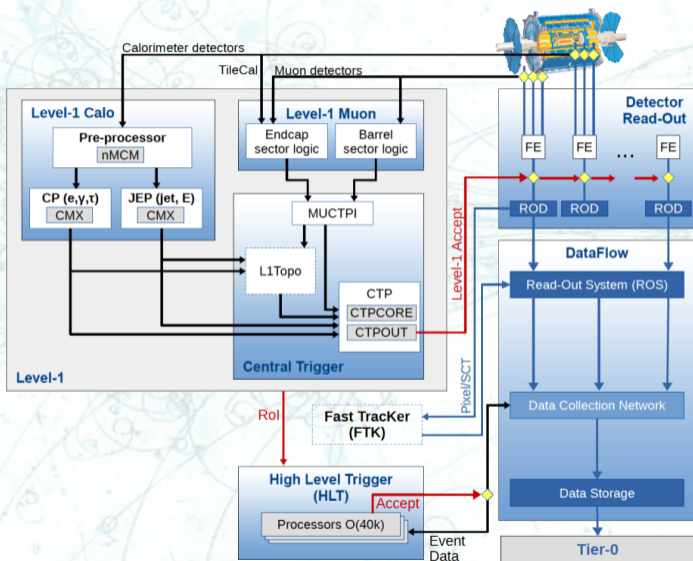 Calorimeter detectors
TileCal
Muon detectors
Level-1 Calo
Pre-processor
nMCM
CP (e,γ,τ)
CMX
JEP (jet, E)
CMX
Level-1 Muon
Endcap
sector logic
Barrel
sector logic
MUCTPI
L1Topo
CTP
CTPCORE
CTPOUT
Central Trigger
Level-1
Level-1 Accept
Detector
Read-Out
FE
FE
...
FE
ROD
ROD
ROD
DataFlow
Read-Out System (ROS)
Data Collection Network
Data Storage
Tier-0
Pixel/SCT
RoI
Fast TracKer
(FTK)
High Level Trigger
(HLT)
Accept
Processors O(40k)
Event
Data